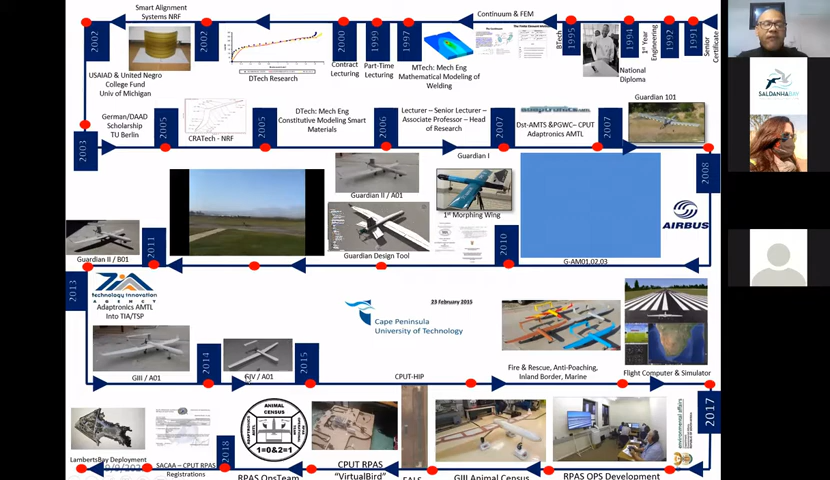 Smart Alignment
Systems NRF
2002
2002
DTech Research
2000
Contract
Lecturing
1999
Part-Time
Lecturing
1997
Continuum & FEM
MTech: Mech Eng
Mathematical Modeling of
Welding
BTech
1995
National
Diploma
1994
1st Year
Engineering
1992
1991
Senior
Certificate
USAIAD & United Negro
College Fund
Univ of Michigan
2003
German/DAAD
Scholarship
TU Berlin
2005
CRATech - NRF
DTech: Mech Eng
Constitutive Modeling Smart
Materials
2005
2006
Lecturer – Senior Lecturer –
Associate Professor – Head
of Research
2007
adaptronics AMTL
Dst-AMTS &PGWC– CPUT
Adaptronics AMTL
2007
Guardian 101
2008
Guardian II / B01
2011
Guardian II / A01
Guardian Design Tool
Guardian I
1st Morphing Wing
2010
G-AM01,02,03
AIRBUS
2013
technology innovation
AGENCY
Adaptronics AMTL
Into TIA/TSP
GIII / A01
2014
GIV / A01
2015
23 February 2015
Cape Peninsula
University of Technology
CPUT-HIP
Fire & Rescue, Anti-Poaching,
Inland Border, Marine
Flight Computer & Simulator
2017
LambertsBay Deployment
SACAA – CPUT RPAS
Registrations
2018
ANIMAL
CENSUS
1=0&2=1
RPAS OpsTeam
CPUT RPAS
"VirtualBird"
GIII Animal Census
RPAS OPS Development
environmental affairs
SALDANHABAY